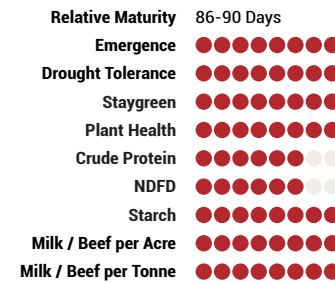 Relative Maturity 86-90 Days
Emergence
Drought Tolerance
Staygreen
Plant Health
Crude Protein
NDFD
Starch
Milk / Beef per Acre
Milk / Beef per Tonne